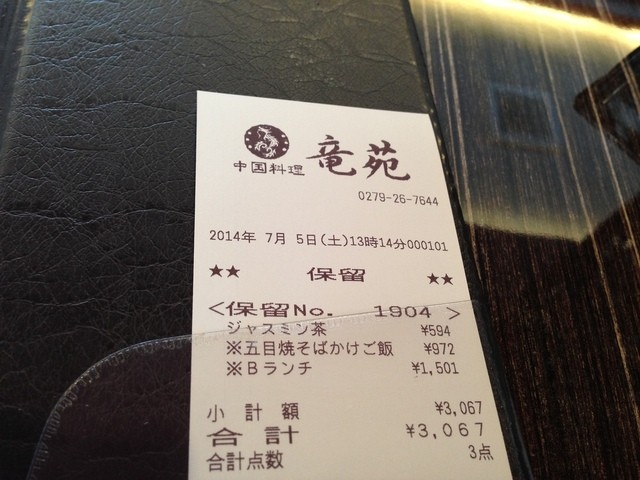 中国料理 竜苑
0279-26-7644
2014年 7月 5日(土)13時14分000101
★★ 保留 ★★
<保留No. 1904 >
ジャスミン茶 ¥594
※五目焼そばかけご飯 ¥972
※Bランチ ¥1,501
小計額 ¥3,067
合計 ¥3,067
合計点数 3点